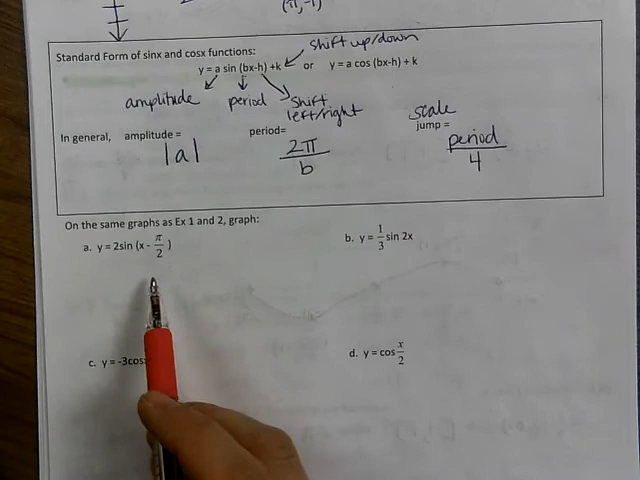 (π,-1)
Standard Form of sinx and cosx functions:
shift up/down
y = a sin (bx-h) +k or y = a cos (bx-h) + k
amplitude period shift
left/right
In general, amplitude = |a|
period= 2π/b
scale
jump = period/4
On the same graphs as Ex 1 and 2, graph:
a. y = 2sin (x - π/2)
b. y = 1/3 sin 2x
c. y = -3cos
d. y = cos x/2